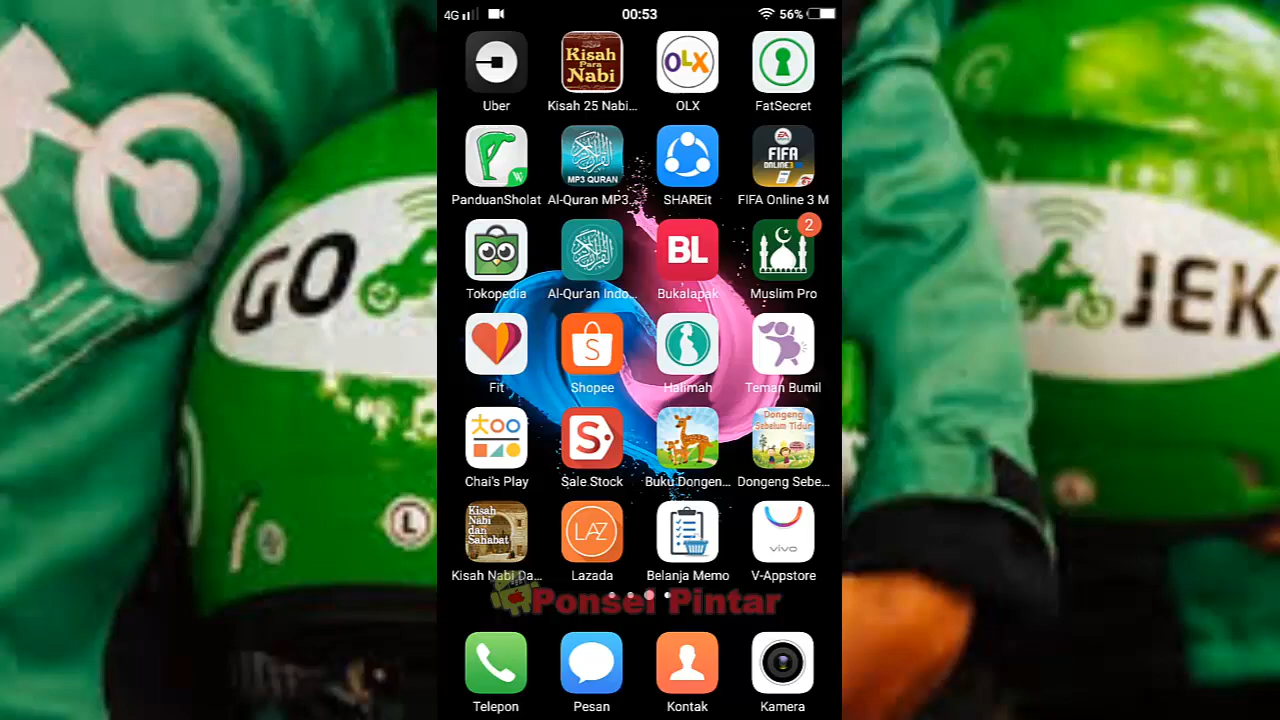 4G 00:53 56%
Kisah Para Nabi
OLX
Uber Kisah 25 Nabi... OLX FatSecret
MP3 QURAN
EA
FIFA
ONLINE 3
PanduanSholat Al-Quran MP3... SHAREit FIFA Online 3 M
BL
2
Tokopedia Al-Qur'an Indo... Bukalapak Muslim Pro
S
Fit Shopee Halimah Teman Bumil
S
Dongeng
Sebelum Tidur
Chai's Play Sale Stock Buku Dongen... Dongeng Sebe...
Kisah
Nabi
dan
Sahabat
LAZ
vivo
Kisah Nabi Da... Lazada Belanja Memo V-Appstore
Ponsel Pintar
Telepon Pesan Kontak Kamera
GO
JEK
L